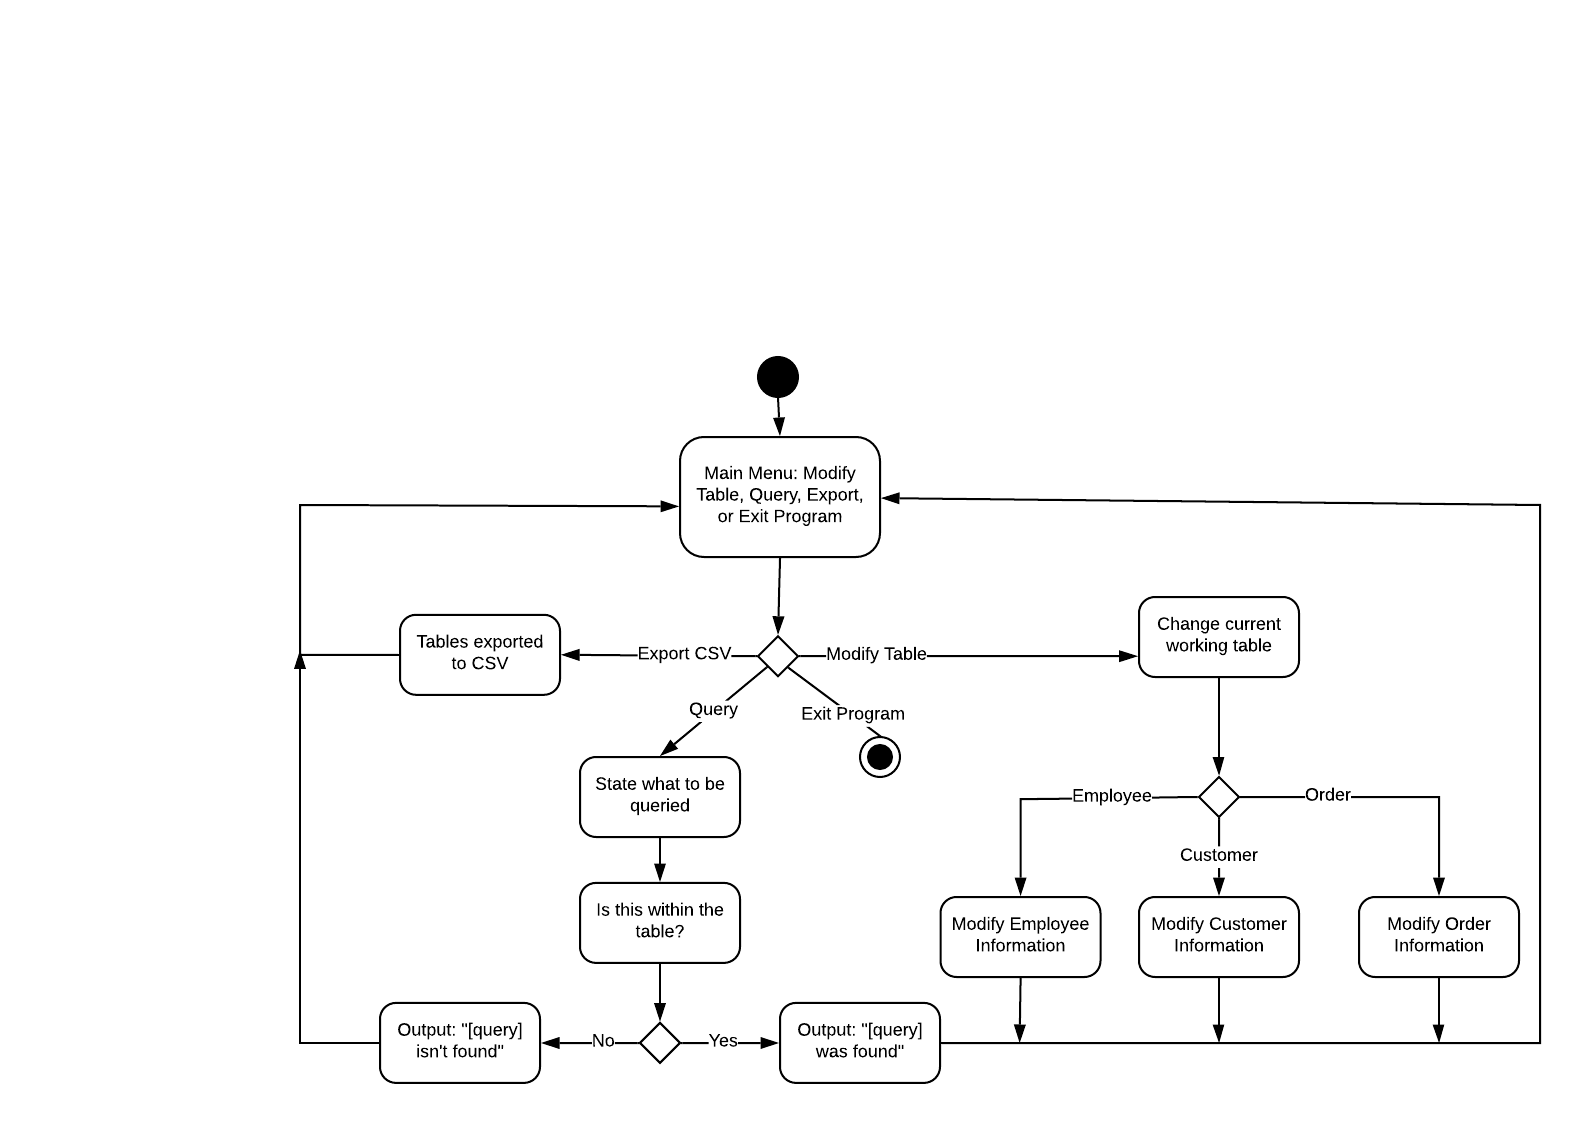 Main Menu: Modify
Table, Query, Export,
or Exit Program
Tables exported
to CSV
Export CSV
Modify Table
Change current
working table
Query
Exit Program
State what to be
queried
Employee
Order
Customer
Is this within the
table?
Modify Employee
Information
Modify Customer
Information
Modify Order
Information
Output: "[query]
isn't found"
No
Yes
Output: "[query]
was found"